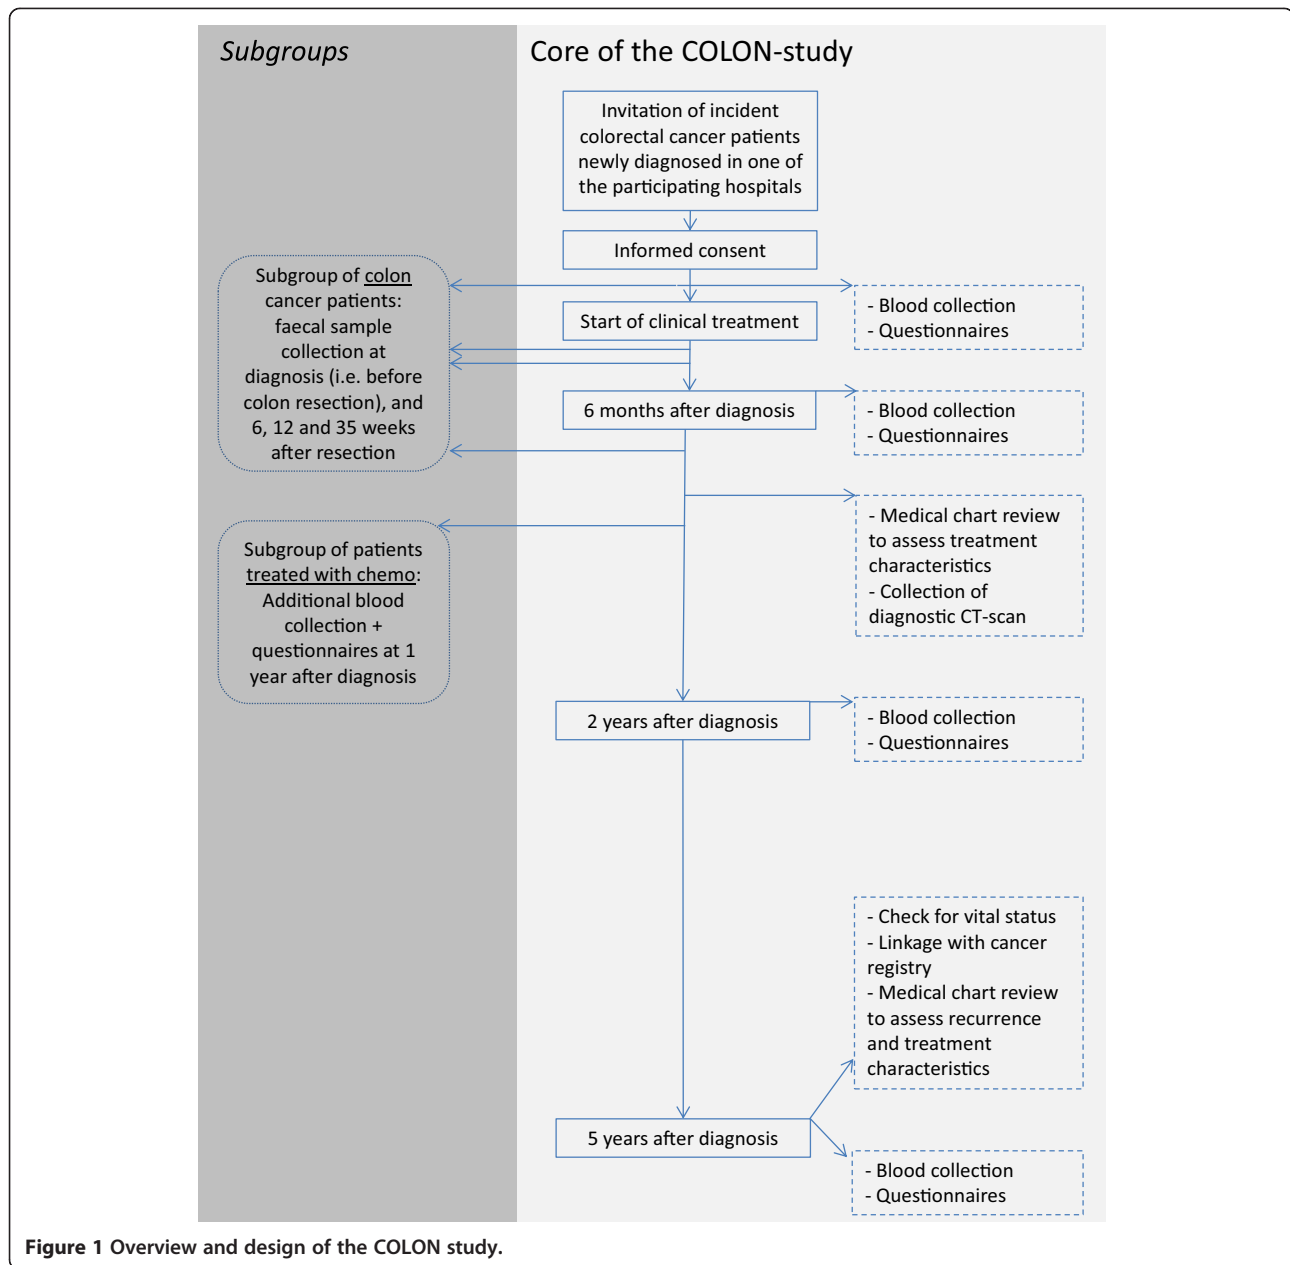 Subgroups
Core of the COLON-study
Invitation of incident
colorectal cancer patients
newly diagnosed in one of
the participating hospitals
Informed consent
Subgroup of colon
cancer patients:
faecal sample
collection at
diagnosis (i.e. before
colon resection), and
6, 12 and 35 weeks
after resection
- Blood collection
- Questionnaires
Start of clinical treatment
6 months after diagnosis
- Blood collection
- Questionnaires
- Medical chart review
to assess treatment
characteristics
- Collection of
diagnostic CT-scan
Subgroup of patients
treated with chemo:
Additional blood
collection +
questionnaires at 1
year after diagnosis
2 years after diagnosis
- Blood collection
- Questionnaires
- Check for vital status
- Linkage with cancer
registry
- Medical chart review
to assess recurrence
and treatment
characteristics
5 years after diagnosis
- Blood collection
- Questionnaires
Figure 1 Overview and design of the COLON study.